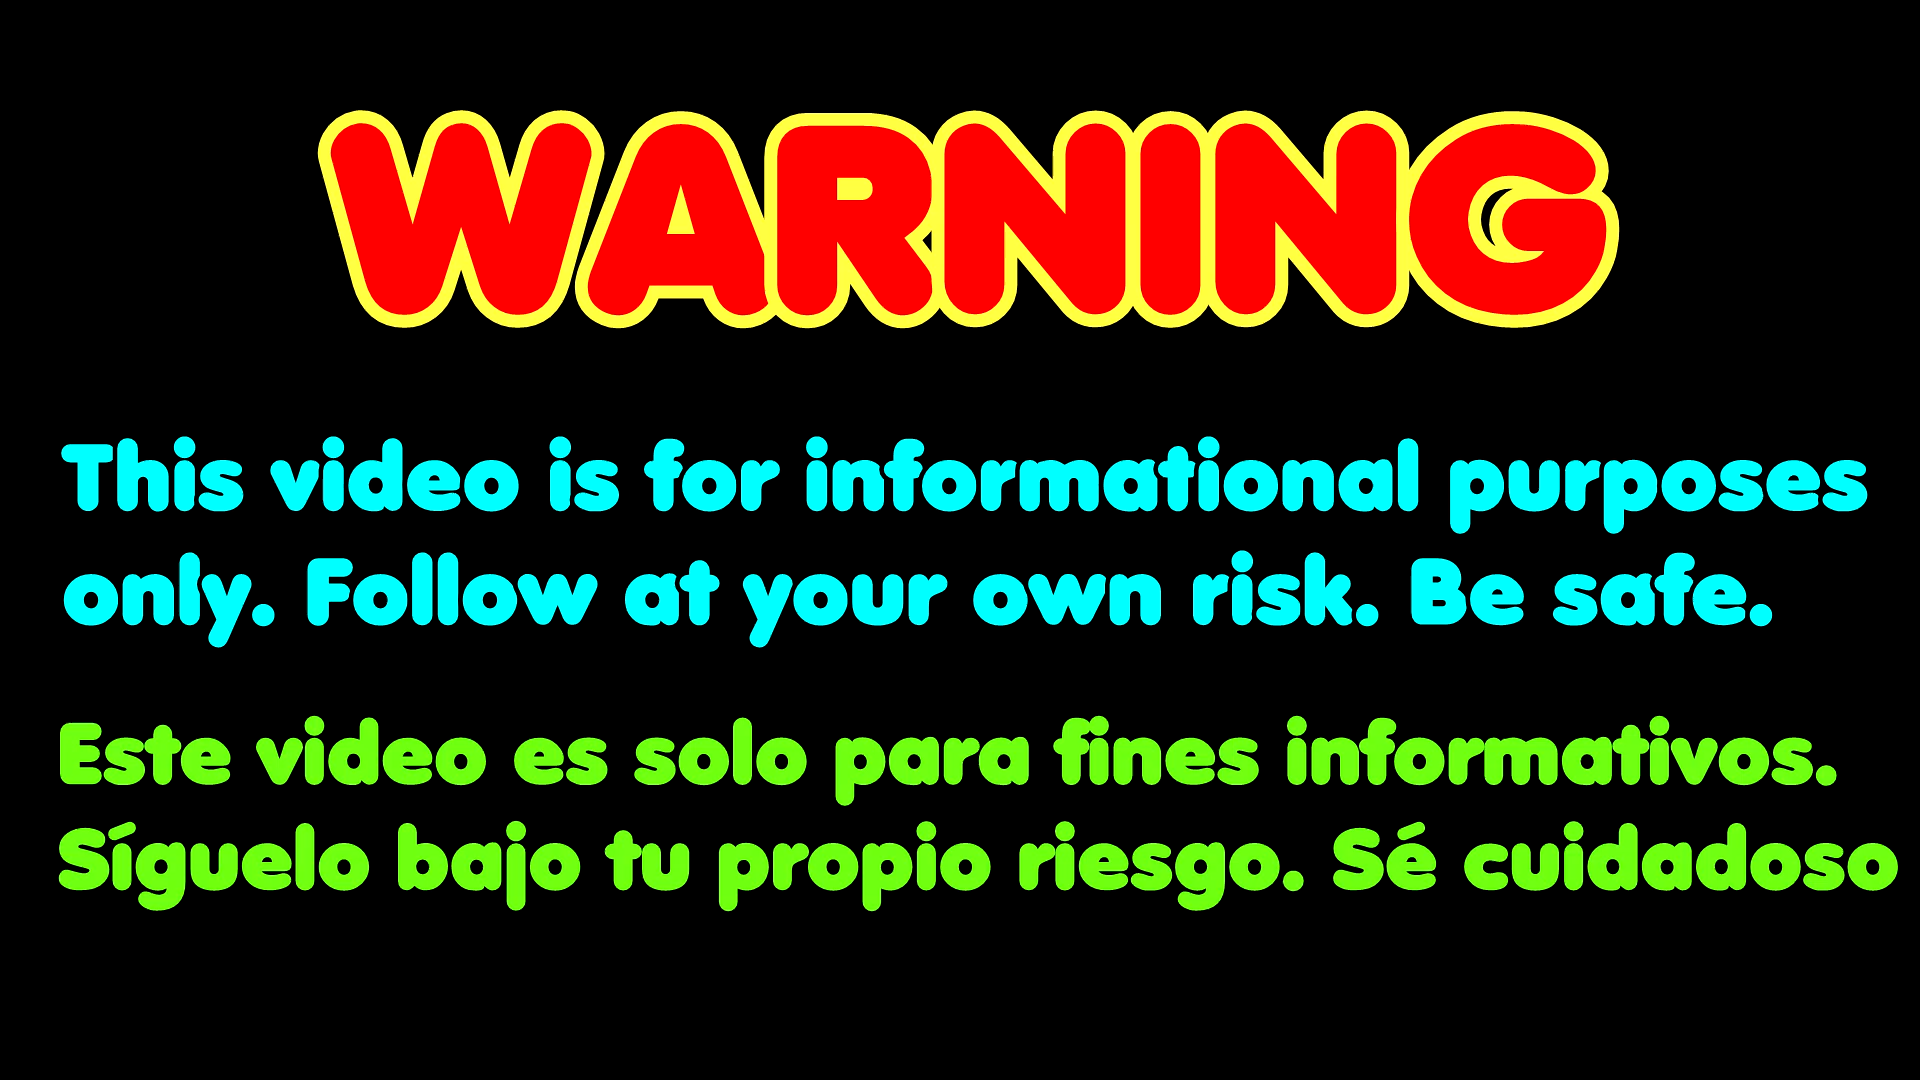 WARNING
This video is for informational purposes
only. Follow at your own risk. Be safe.
Este video es solo para fines informativos.
Síguelo bajo tu propio riesgo. Sé cuidadoso